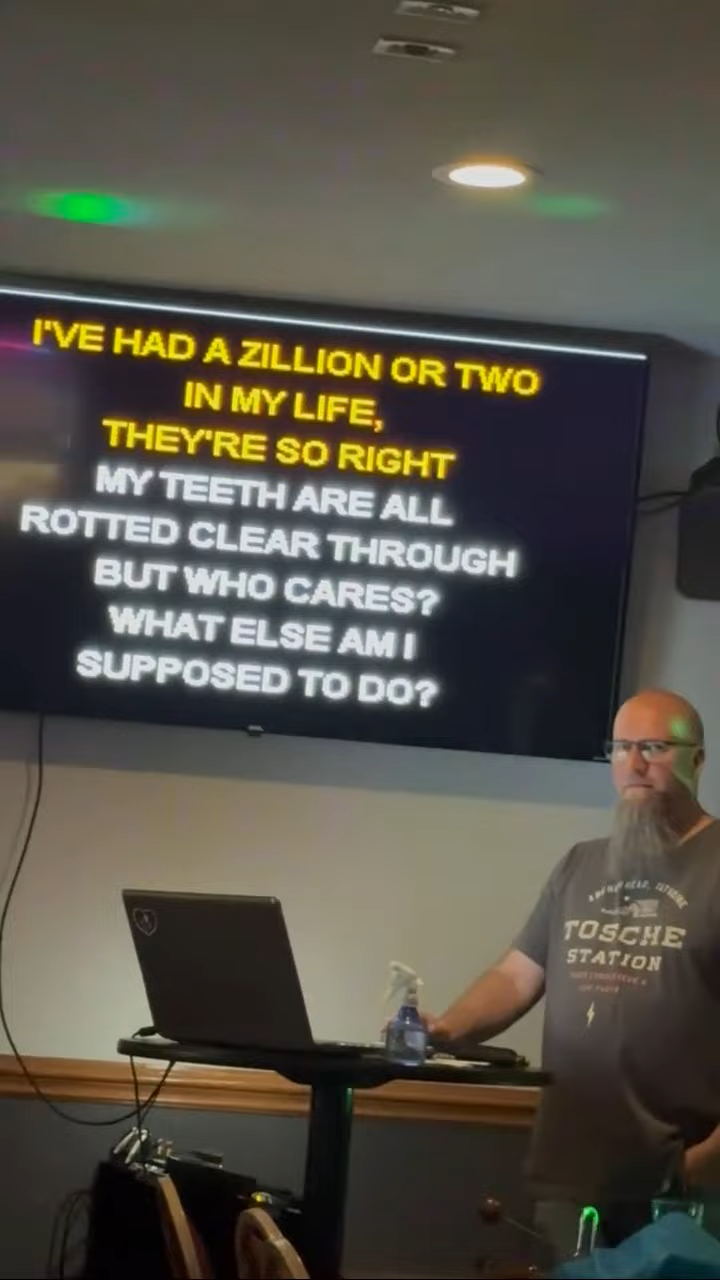 I'VE HAD A ZILLION OR TWO
IN MY LIFE,
THEY'RE SO RIGHT
MY TEETH ARE ALL
ROTTED CLEAR THROUGH
BUT WHO CARES?
WHAT ELSE AM I
SUPPOSED TO DO?
TOSCHE
STATION